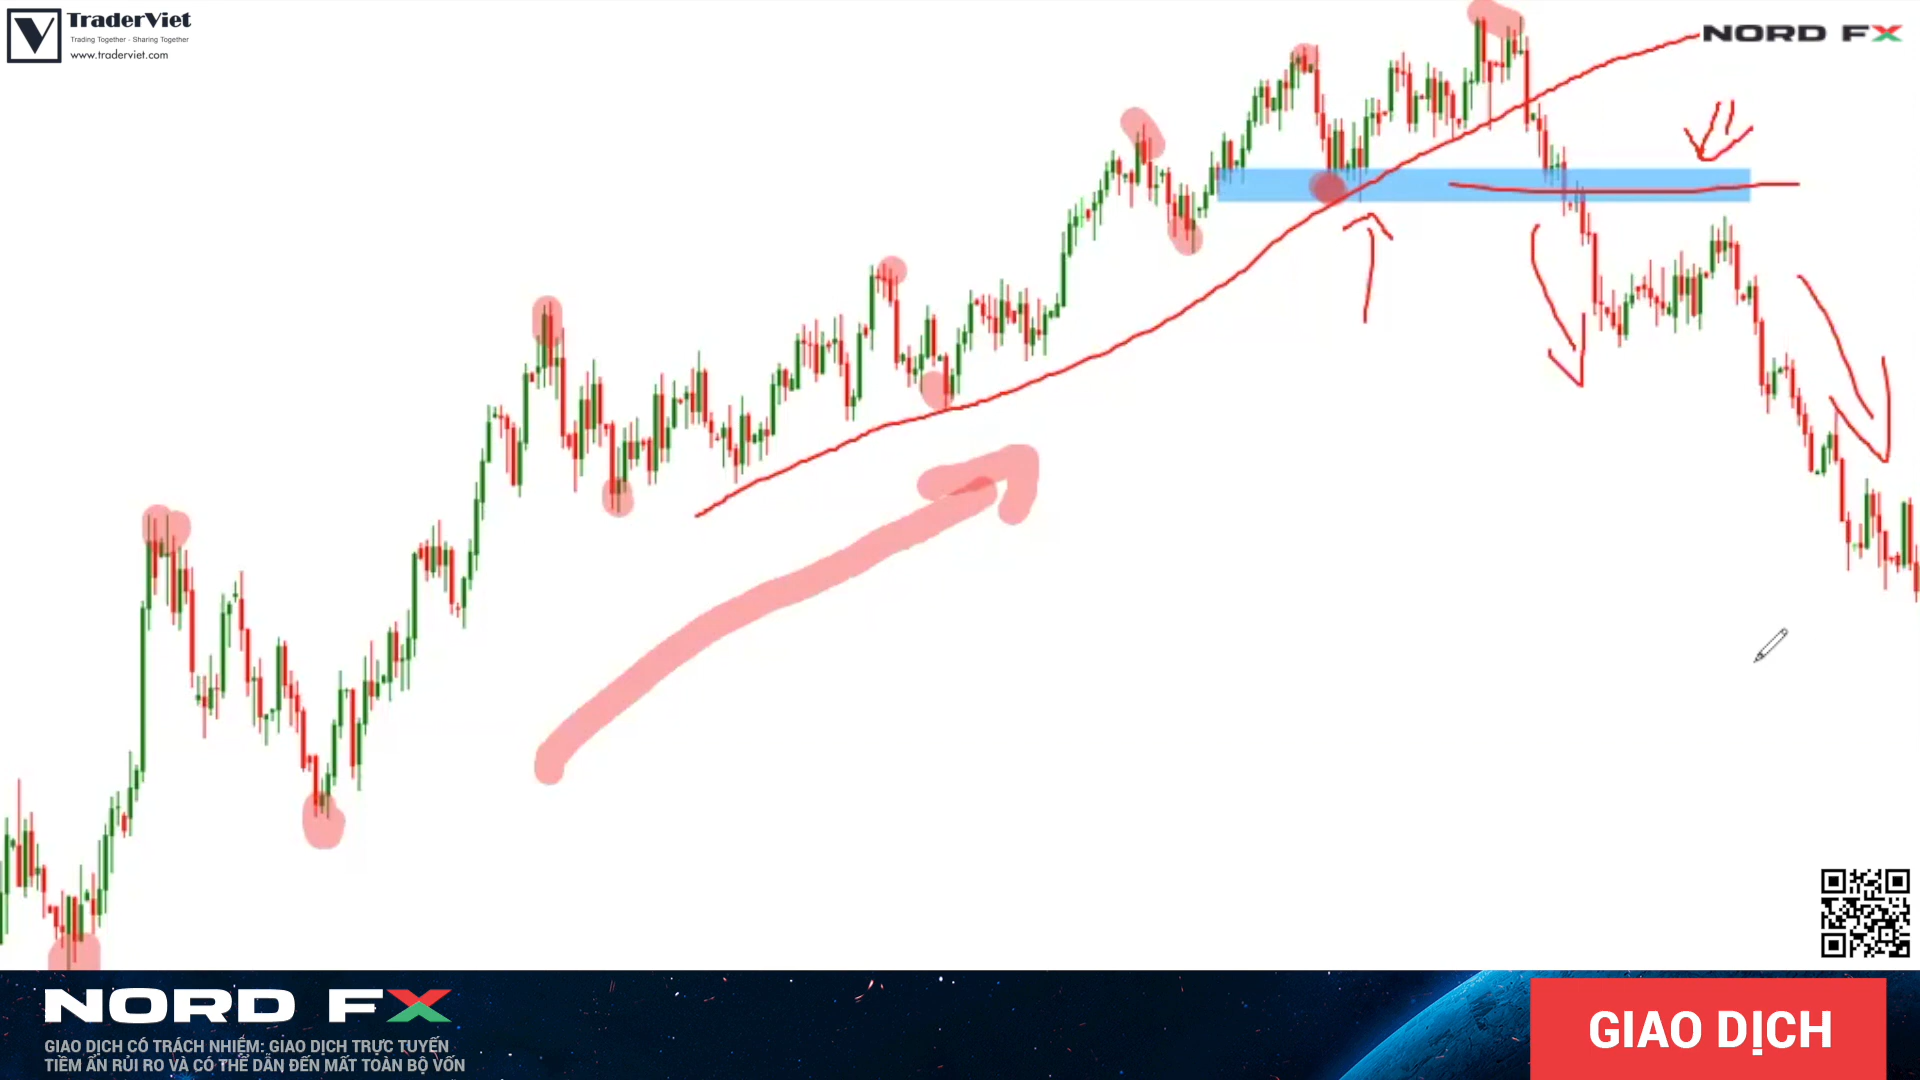 TraderViet
Trading Together - Sharing Together
www.traderviet.com
NORD FX
NORD FX
GIAO DỊCH CÓ TRÁCH NHIỆM: GIAO DỊCH TRỰC TUYẾN
TIỀM ẨN RỦI RO VÀ CÓ THỂ DẪN ĐẾN MẤT TOÀN BỘ VỐN
GIAO DỊCH